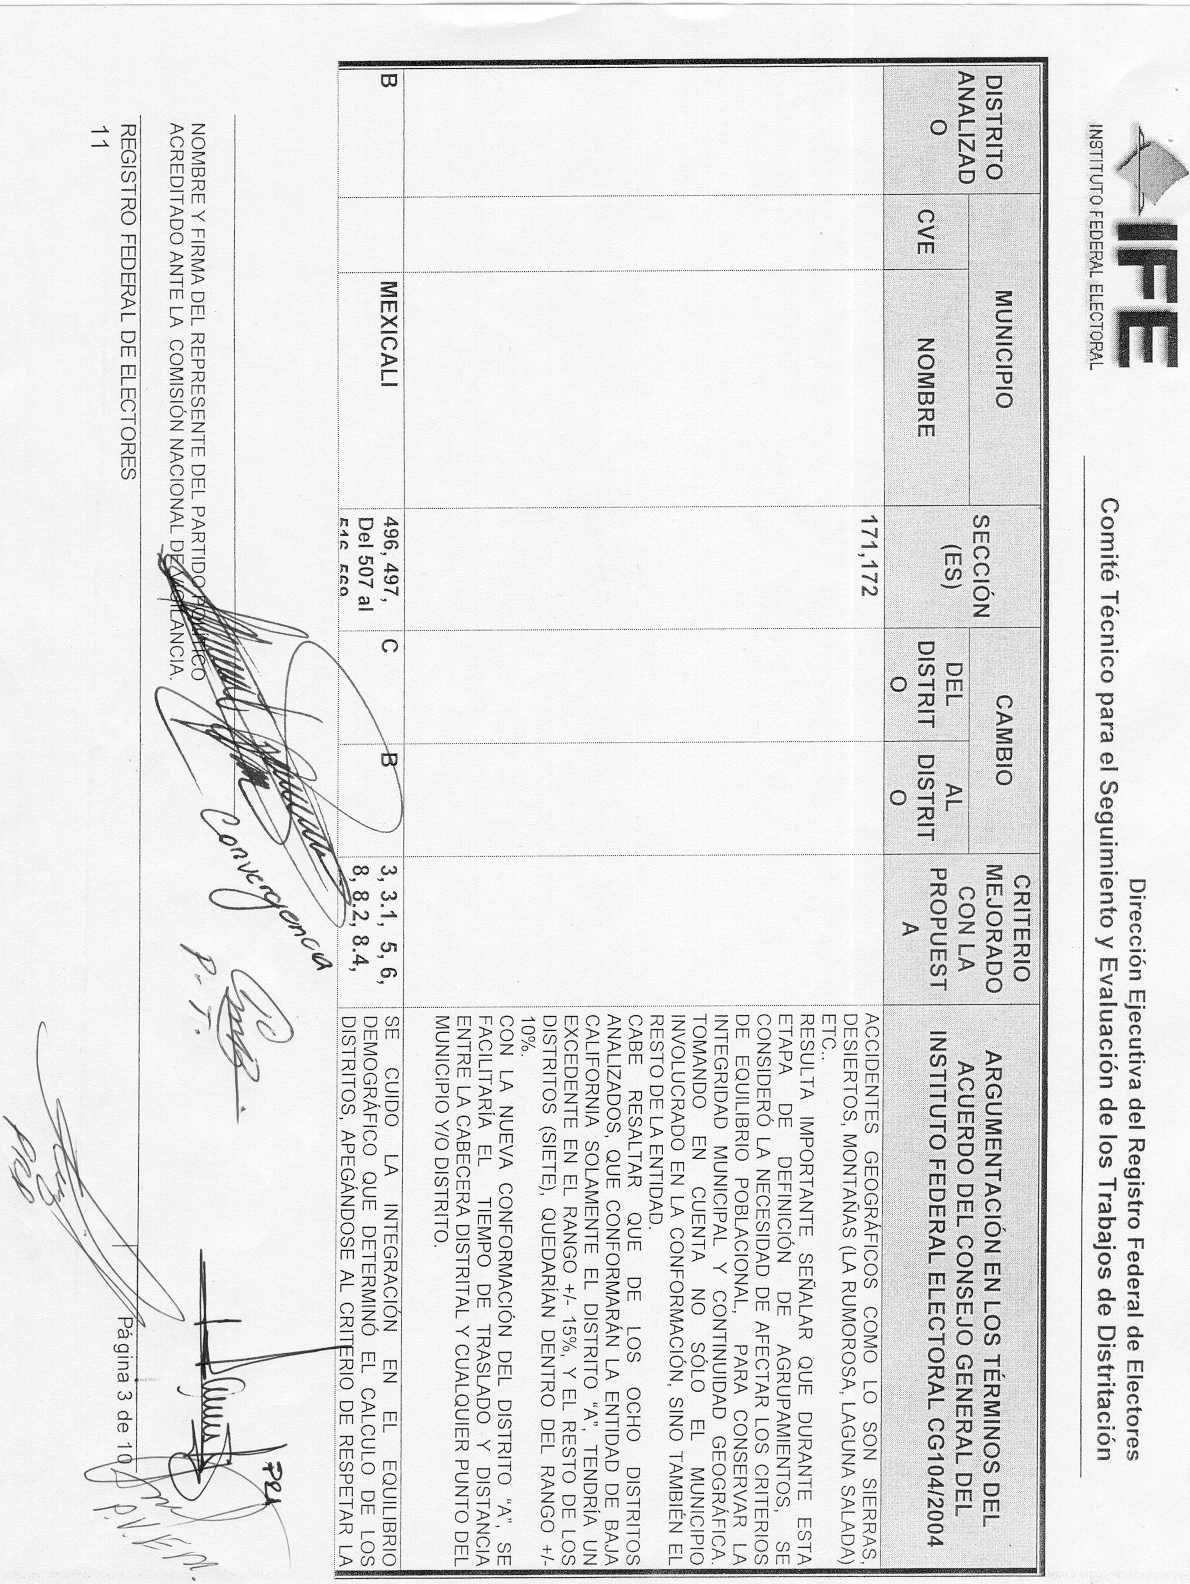 IFE
INSTITUTO FEDERAL ELECTORAL
Dirección Ejecutiva del Registro Federal de Electores
Comité Técnico para el Seguimiento y Evaluación de los Trabajos de Distritación
DISTRITO
ANALIZAD
O
MUNICIPIO
CVE
NOMBRE
SECCIÓN
(ES)
CAMBIO
DEL
DISTRIT
O
AL
DISTRIT
O
CRITERIO
MEJORADO
CON LA
PROPUEST
A
ARGUMENTACIÓN EN LOS TÉRMINOS DEL
ACUERDO DEL CONSEJO GENERAL DEL
INSTITUTO FEDERAL ELECTORAL CG104/2004
171,172
ACCIDENTES GEOGRÁFICOS COMO LO SON SIERRAS,
DESIERTOS, MONTAÑAS (LA RUMOROSA, LAGUNA SALADA)
ETC..
RESULTA IMPORTANTE SEÑALAR QUE DURANTE ESTA
ETAPA DE DEFINICIÓN DE AGRUPAMIENTOS, SE
CONSIDERÓ LA NECESIDAD DE AFECTAR LOS CRITERIOS
DE EQUILIBRIO POBLACIONAL, PARA CONSERVAR LA
INTEGRIDAD MUNICIPAL Y CONTINUIDAD GEOGRÁFICA,
TOMANDO EN CUENTA NO SÓLO EL MUNICIPIO
INVOLUCRADO EN LA CONFORMACIÓN, SINO TAMBIÉN EL
RESTO DE LA ENTIDAD.
CABE RESALTAR QUE DE LOS OCHO DISTRITOS
ANALIZADOS, QUE CONFORMARÁN LA ENTIDAD DE BAJA
CALIFORNIA SOLAMENTE EL DISTRITO "A", TENDRÍA UN
EXCEDENTE EN EL RANGO +/- 15%, Y EL RESTO DE LOS
DISTRITOS (SIETE), QUEDARÍAN DENTRO DEL RANGO +/-
10%.
CON LA NUEVA CONFORMACIÓN DEL DISTRITO "A", SE
FACILITARÍA EL TIEMPO DE TRASLADO Y DISTANCIA
ENTRE LA CABECERA DISTRITAL Y CUALQUIER PUNTO DEL
MUNICIPIO Y/O DISTRITO.
B
MEXICALI
496, 497,
Del 507 al
516, 569
C
B
3, 3.1, 5, 6,
8, 8.2, 8.4,
SE CUIDO LA INTEGRACIÓN EN EL EQUILIBRIO
DEMOGRÁFICO QUE DETERMINÓ EL CALCULO DE LOS
DISTRITOS, APEGÁNDOSE AL CRITERIO DE RESPETAR LA
NOMBRE Y FIRMA DEL REPRESENTE DEL PARTIDO POLÍTICO
ACREDITADO ANTE LA COMISIÓN NACIONAL DE VIGILANCIA.
Convergencia
P.T.
PRI
P.V.E.M.
PRD
REGISTRO FEDERAL DE ELECTORES
Página 3 de 10
11